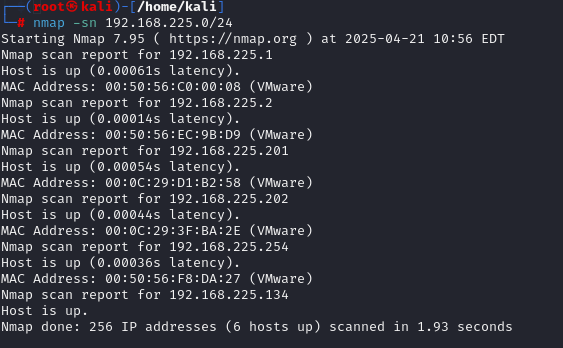 ┌──(root㉿kali)-[/home/kali]
└─# nmap -sn 192.168.225.0/24
Starting Nmap 7.95 ( https://nmap.org ) at 2025-04-21 10:56 EDT
Nmap scan report for 192.168.225.1
Host is up (0.00061s latency).
MAC Address: 00:50:56:C0:00:08 (VMware)
Nmap scan report for 192.168.225.2
Host is up (0.00014s latency).
MAC Address: 00:50:56:EC:9B:D9 (VMware)
Nmap scan report for 192.168.225.201
Host is up (0.00054s latency).
MAC Address: 00:0C:29:D1:B2:58 (VMware)
Nmap scan report for 192.168.225.202
Host is up (0.00044s latency).
MAC Address: 00:0C:29:3F:BA:2E (VMware)
Nmap scan report for 192.168.225.254
Host is up (0.00036s latency).
MAC Address: 00:50:56:F8:DA:27 (VMware)
Nmap scan report for 192.168.225.134
Host is up.
Nmap done: 256 IP addresses (6 hosts up) scanned in 1.93 seconds